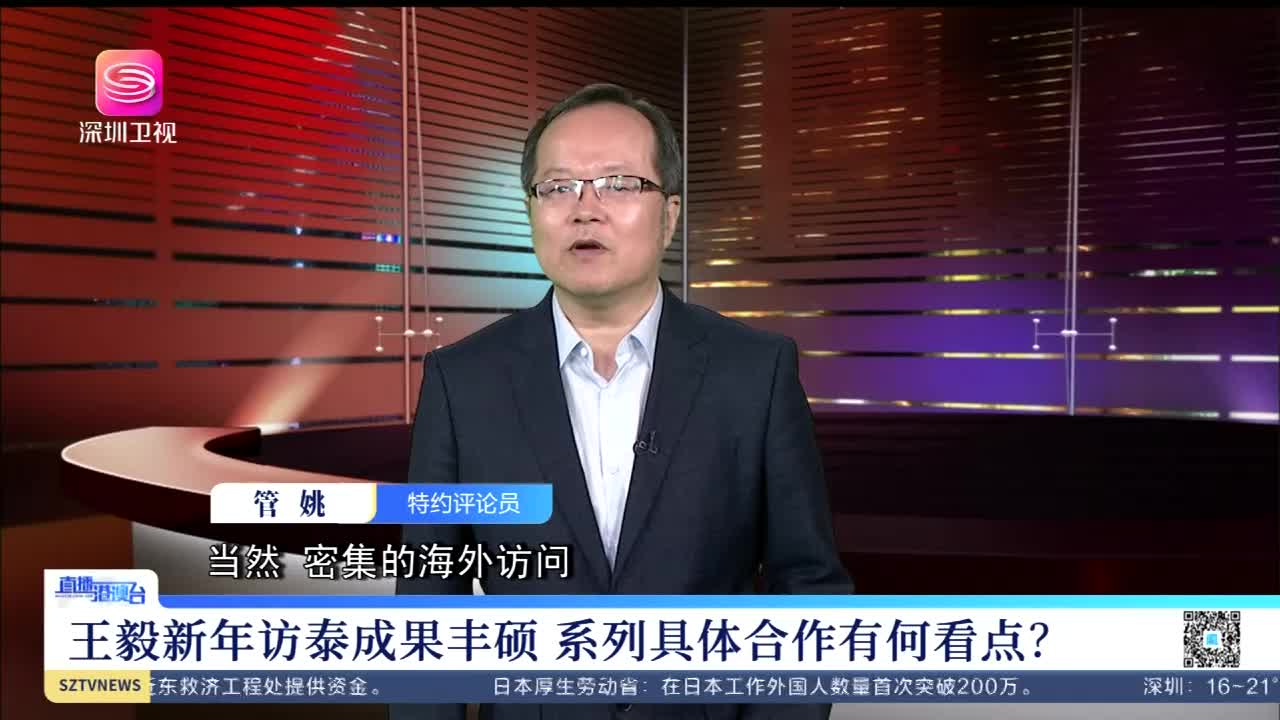 深圳卫视
管 姚
特约评论员
当然 密集的海外访问
直播港澳台
王毅新年访泰成果丰硕 系列具体合作有何看点？
SZTVNEWS
东救济工程处提供资金。 日本厚生劳动省：在日本工作外国人数量首次突破200万。 深圳：16~21°